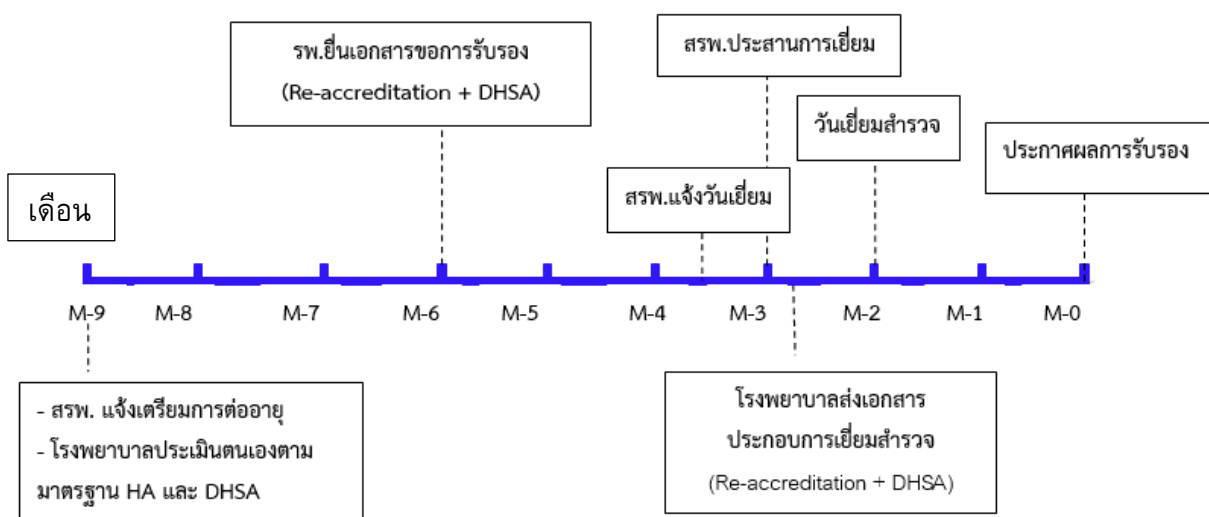 รพ.ยื่นเอกสารขอการรับรอง
(Re-accreditation + DHSA)
สรพ.ประสานการเยี่ยม
วันเยี่ยมสำรวจ
ประกาศผลการรับรอง
สรพ.แจ้งวันเยี่ยม
เดือน
M-9 M-8 M-7 M-6 M-5 M-4 M-3 M-2 M-1 M-0
- สรพ. แจ้งเตรียมการต่ออายุ
- โรงพยาบาลประเมินตนเองตาม
มาตรฐาน HA และ DHSA
โรงพยาบาลส่งเอกสาร
ประกอบการเยี่ยมสำรวจ
(Re-accreditation + DHSA)